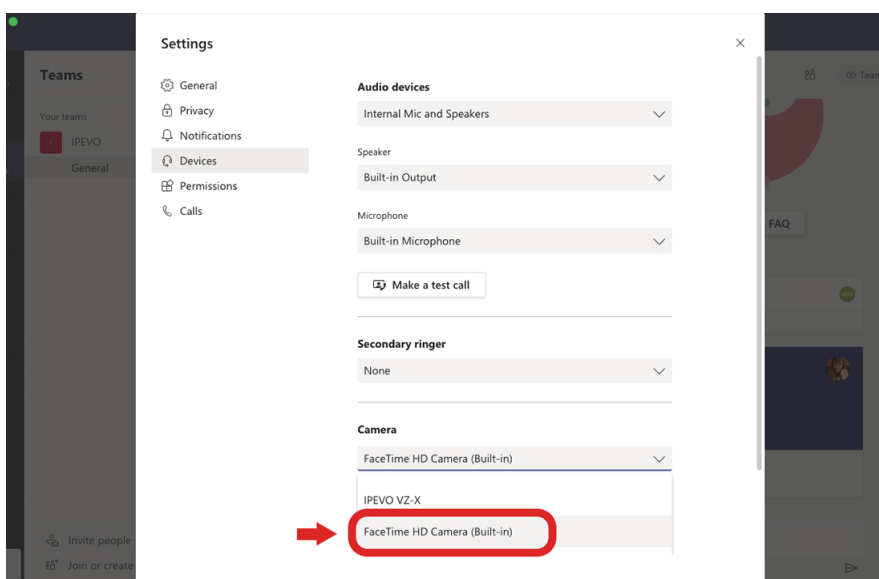 Settings
Teams
Your teams
IPEVO
General
Invite people
Join or create
General
Privacy
Notifications
Devices
Permissions
Calls
Audio devices
Internal Mic and Speakers
Speaker
Built-in Output
Microphone
Built-in Microphone
Make a test call
Secondary ringer
None
Camera
FaceTime HD Camera (Built-in)
IPEVO VZ-X
FaceTime HD Camera (Built-in)
FAQ